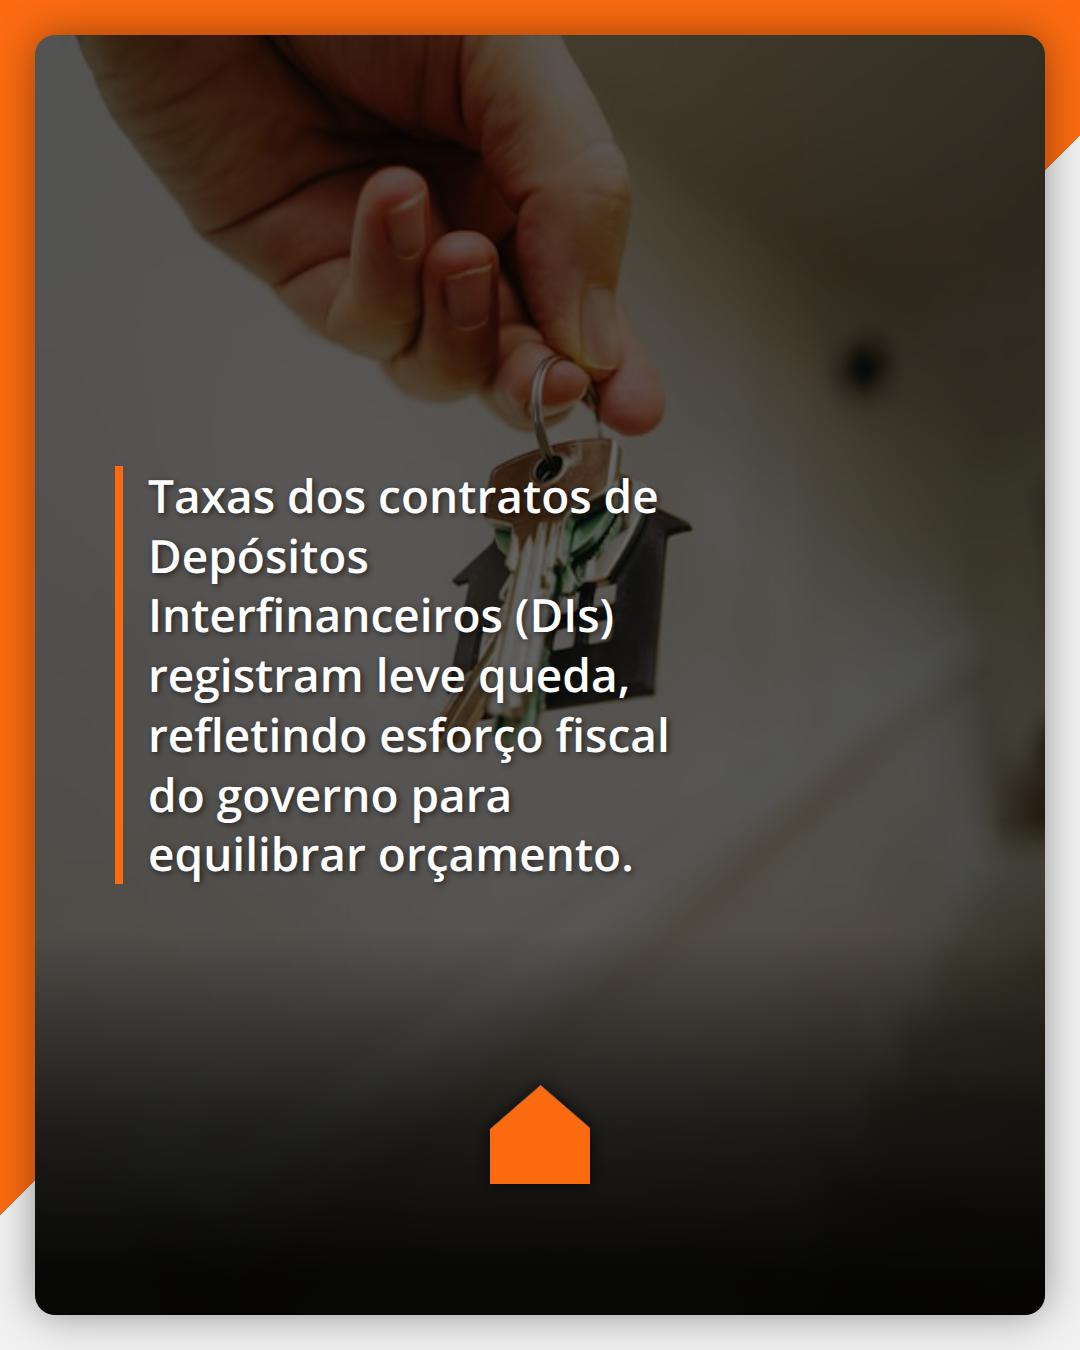 Taxas dos contratos de
Depósitos
Interfinanceiros (DIs)
registram leve queda,
refletindo esforço fiscal
do governo para
equilibrar orçamento.